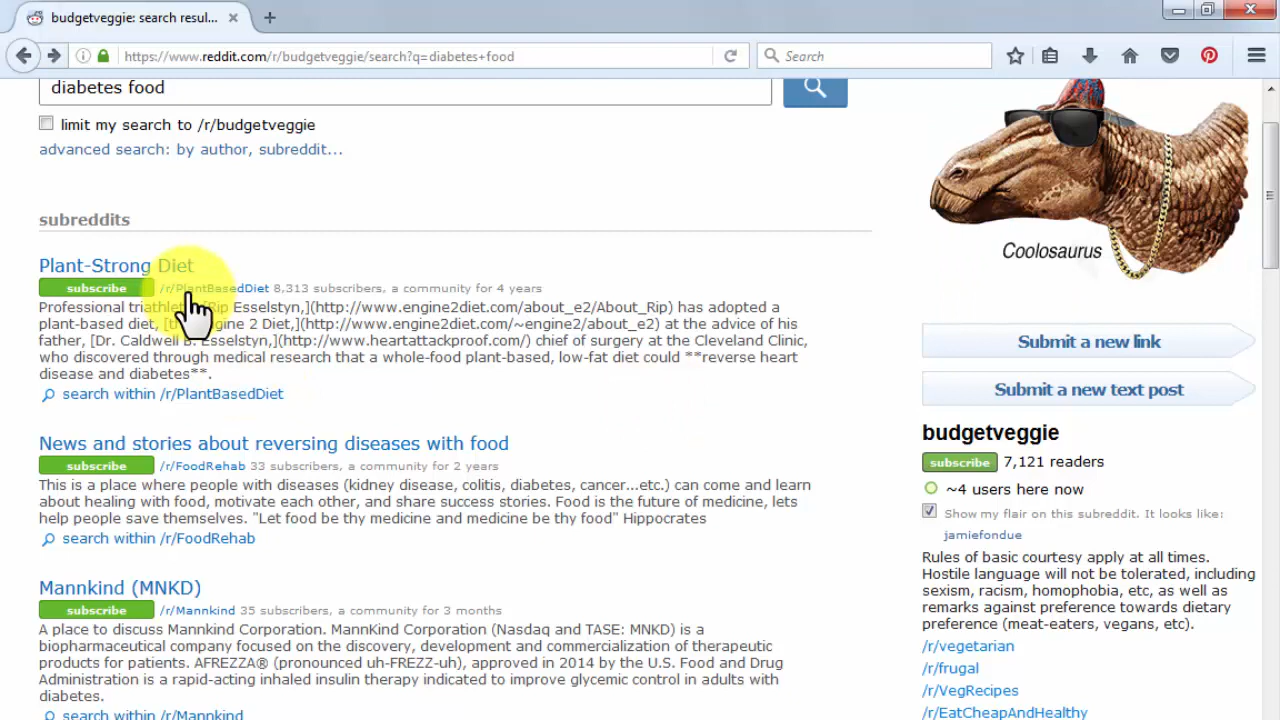 budgetveggie: search resul...
https://www.reddit.com/r/budgetveggie/search?q=diabetes+food
Search
diabetes food
limit my search to /r/budgetveggie
advanced search: by author, subreddit...
subreddits
Plant-Strong Diet
subscribe /r/PlantBasedDiet 8,313 subscribers, a community for 4 years
Professional triathlete [Rip Esselstyn,](http://www.engine2diet.com/about_e2/About_Rip) has adopted a
plant-based diet, [the Engine 2 Diet,](http://www.engine2diet.com/~engine2/about_e2) at the advice of his
father, [Dr. Caldwell B. Esselstyn,](http://www.heartattackproof.com/) chief of surgery at the Cleveland Clinic,
who discovered through medical research that a whole-food plant-based, low-fat diet could **reverse heart
disease and diabetes**.
search within /r/PlantBasedDiet
News and stories about reversing diseases with food
subscribe /r/FoodRehab 33 subscribers, a community for 2 years
This is a place where people with diseases (kidney disease, colitis, diabetes, cancer...etc.) can come and learn
about healing with food, motivate each other, and share success stories. Food is the future of medicine, lets
help people save themselves. "Let food be thy medicine and medicine be thy food" Hippocrates
search within /r/FoodRehab
Mannkind (MNKD)
subscribe /r/Mannkind 35 subscribers, a community for 3 months
A place to discuss Mannkind Corporation. MannKind Corporation (Nasdaq and TASE: MNKD) is a
biopharmaceutical company focused on the discovery, development and commercialization of therapeutic
products for patients. AFREZZA® (pronounced uh-FREZZ-uh), approved in 2014 by the U.S. Food and Drug
Administration is a rapid-acting inhaled insulin therapy indicated to improve glycemic control in adults with
diabetes.
search within /r/Mannkind
Coolosaurus
Submit a new link
Submit a new text post
budgetveggie
subscribe 7,121 readers
~4 users here now
Show my flair on this subreddit. It looks like:
jamiefondue
Rules of basic courtesy apply at all times.
Hostile language will not be tolerated, including
sexism, racism, homophobia, etc, as well as
remarks against preference towards dietary
preference (meat-eaters, vegans, etc).
/r/vegetarian
/r/frugal
/r/VegRecipes
/r/EatCheapAndHealthy